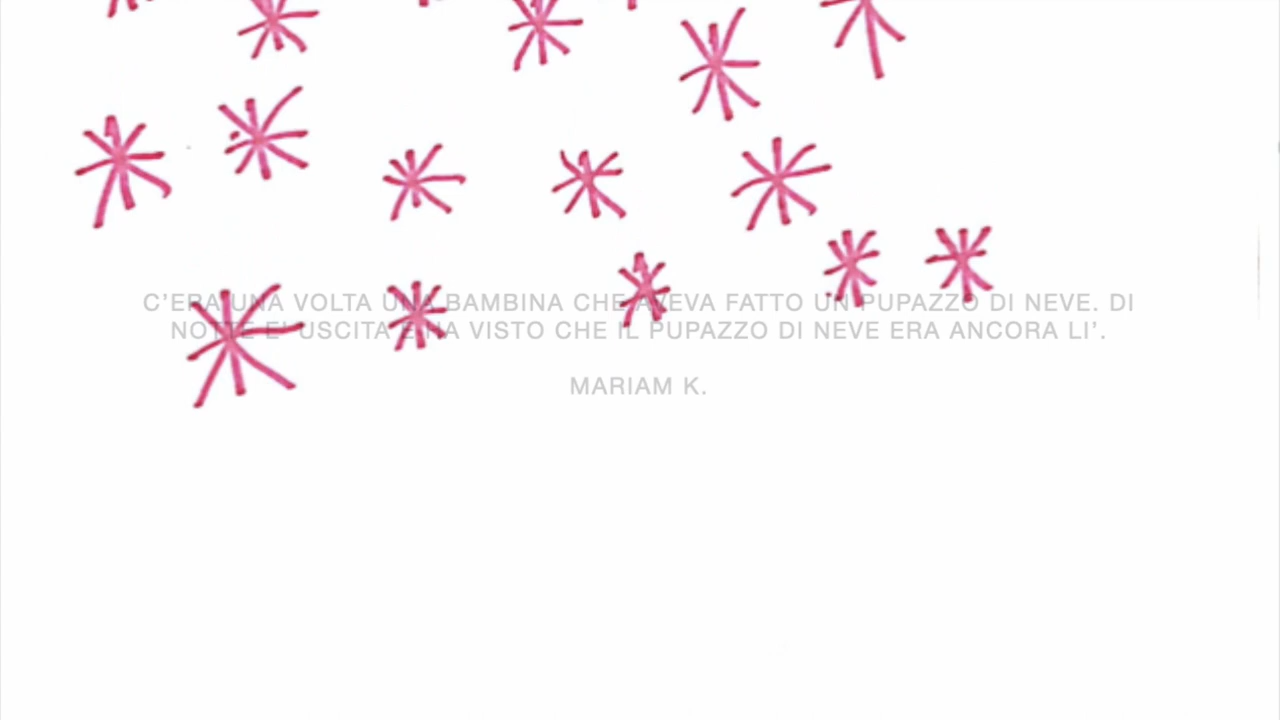 C’ERA UNA VOLTA UNA BAMBINA CHE AVEVA FATTO UN PUPAZZO DI NEVE. DI
NOTTE E’ USCITA E HA VISTO CHE IL PUPAZZO DI NEVE ERA ANCORA LI’.
MARIAM K.